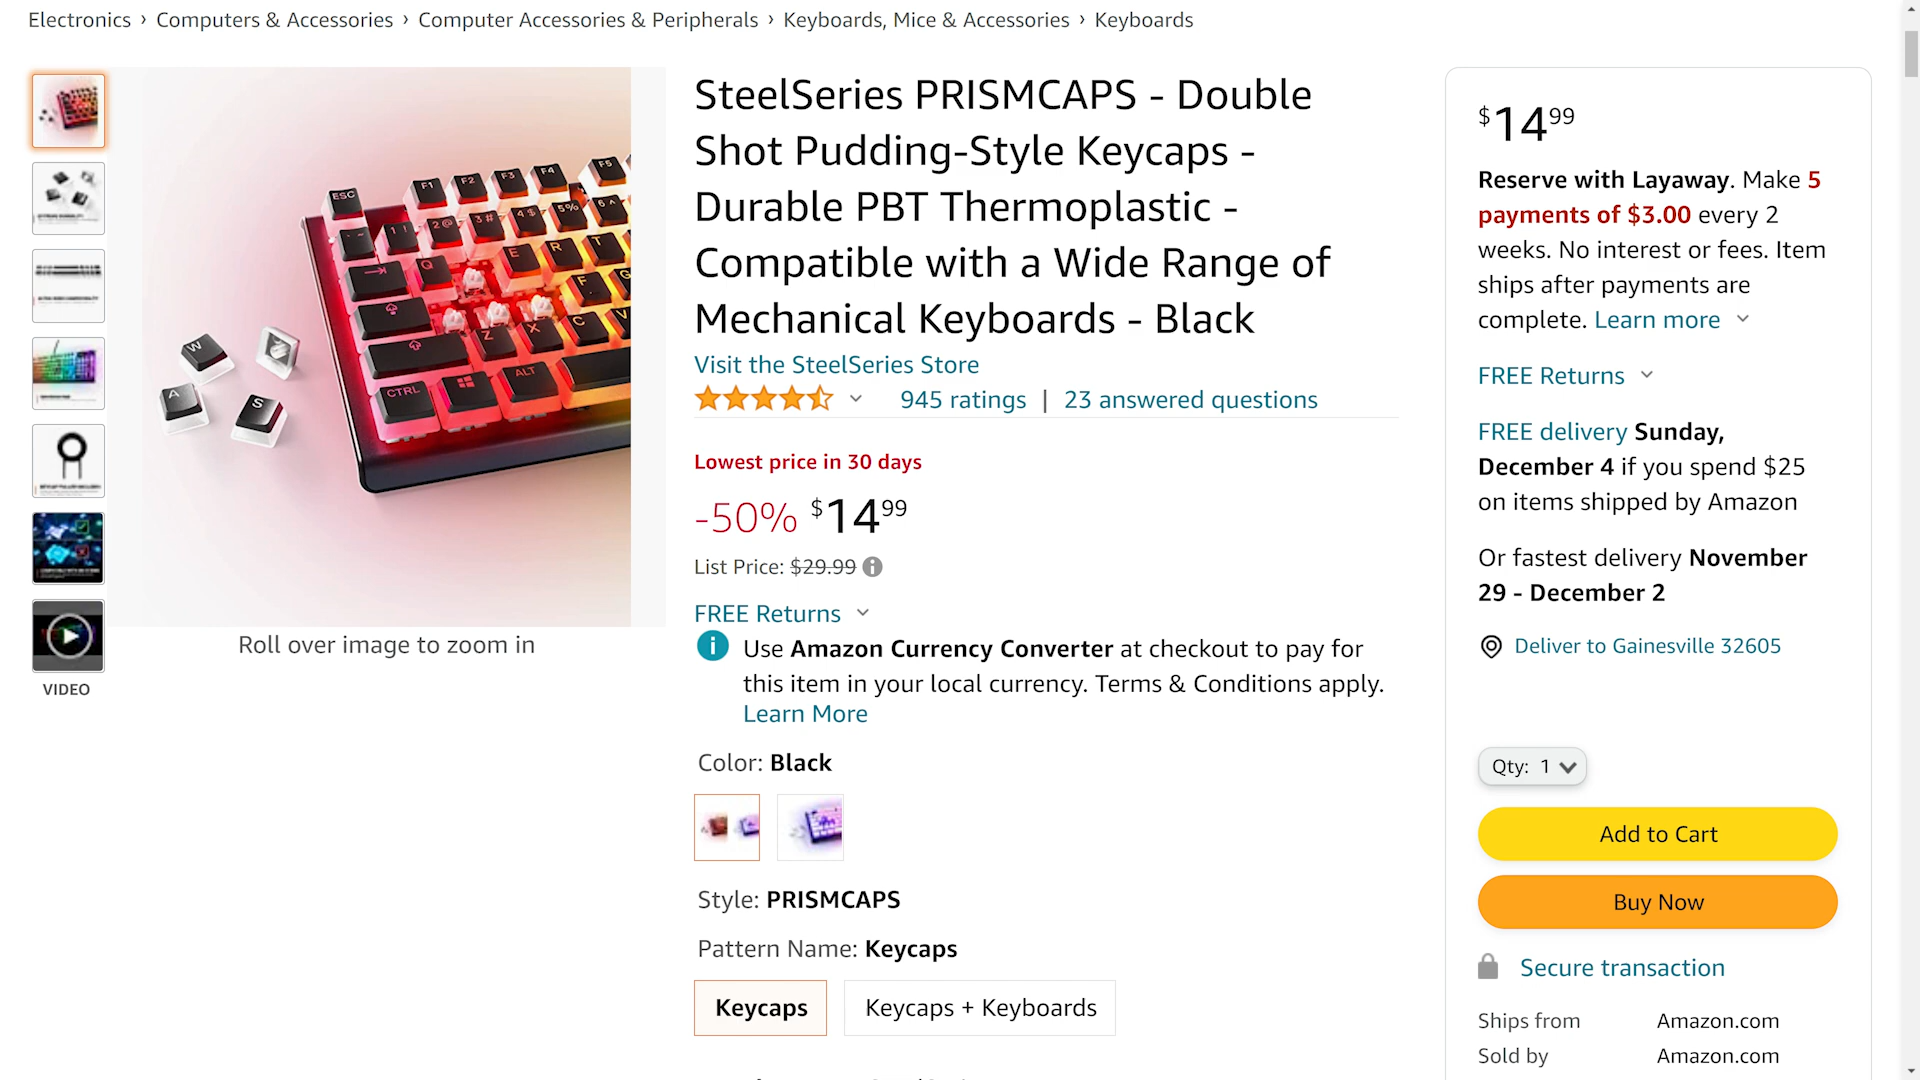 Electronics › Computers & Accessories › Computer Accessories & Peripherals › Keyboards, Mice & Accessories › Keyboards
SteelSeries PRISMCAPS - Double
Shot Pudding-Style Keycaps -
Durable PBT Thermoplastic -
Compatible with a Wide Range of
Mechanical Keyboards - Black
Visit the SteelSeries Store
945 ratings | 23 answered questions
Lowest price in 30 days
-50% $14 99
List Price: $29.99
FREE Returns
Use Amazon Currency Converter at checkout to pay for
this item in your local currency. Terms & Conditions apply.
Learn More
Color: Black
Style: PRISMCAPS
Pattern Name: Keycaps
Keycaps
Keycaps + Keyboards
ESC F1 F2 F3 F4 F5
Q E R T
F G
Z X C V
CTRL ALT
W
A S
Roll over image to zoom in
VIDEO
$14 99
Reserve with Layaway. Make 5
payments of $3.00 every 2
weeks. No interest or fees. Item
ships after payments are
complete. Learn more
FREE Returns
FREE delivery Sunday,
December 4 if you spend $25
on items shipped by Amazon
Or fastest delivery November
29 - December 2
Deliver to Gainesville 32605
Qty: 1
Add to Cart
Buy Now
Secure transaction
Ships from Amazon.com
Sold by Amazon.com